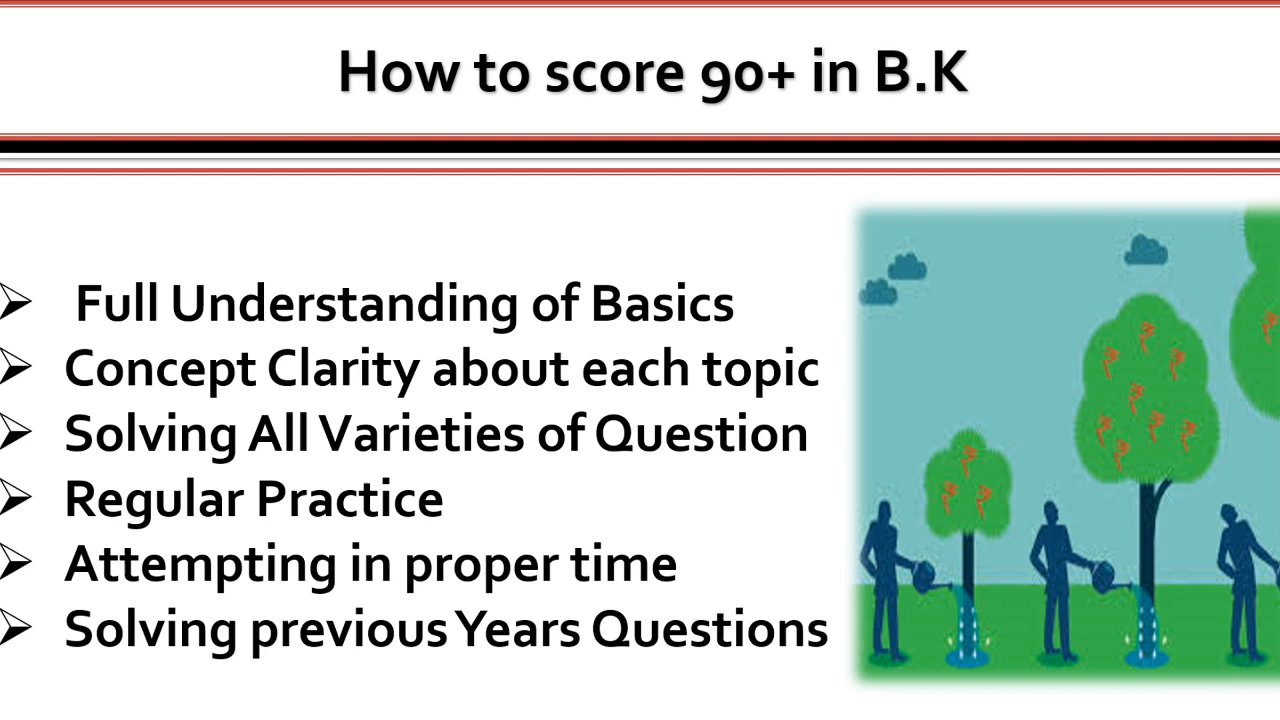 How to score 90+ in B.K
➢ Full Understanding of Basics
➢ Concept Clarity about each topic
➢ Solving All Varieties of Question
➢ Regular Practice
➢ Attempting in proper time
➢ Solving previous Years Questions